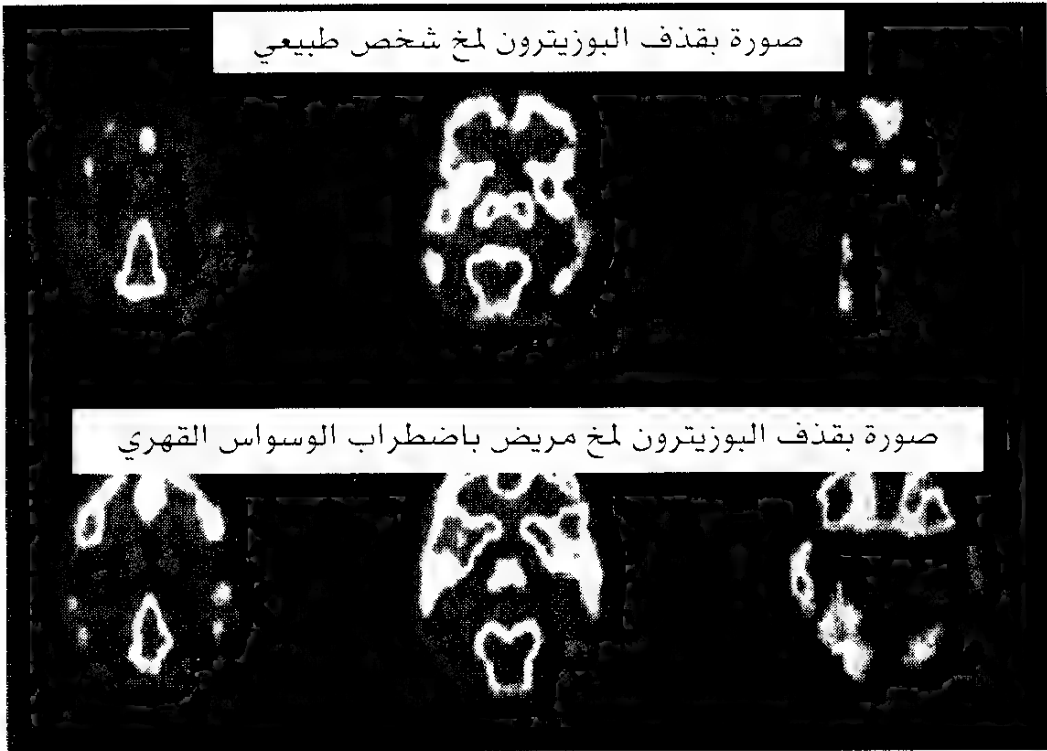 صورة بقذف البوزيترون لمخ شخص طبيعي
صورة بقذف البوزيترون لمخ مريض باضطراب الوسواس القهري